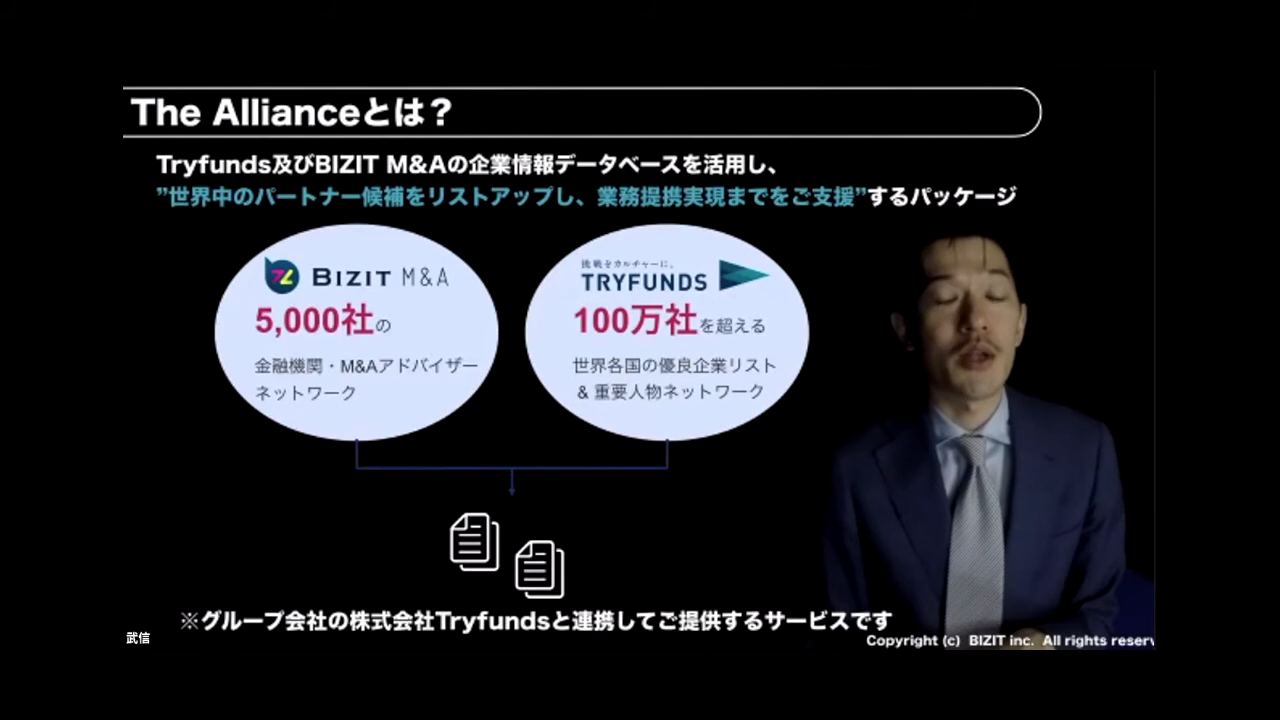 The Allianceとは？
Tryfunds及びBIZIT M&Aの企業情報データベースを活用し、
”世界中のパートナー候補をリストアップし、業務提携実現までをご支援”するパッケージ
BIZIT M&A
5,000社の
金融機関・M&Aアドバイザー
ネットワーク
挑戦をカルチャーに。
TRYFUNDS
100万社を超える
世界各国の優良企業リスト
& 重要人物ネットワーク
※グループ会社の株式会社Tryfundsと連携してご提供するサービスです
武信
Copyright (c) BIZIT inc. All rights reserv